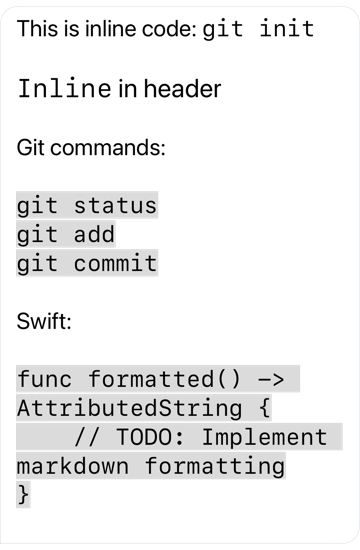 This is inline code: git init
Inline in header
Git commands:
git status
git add
git commit
Swift:
func formatted() ->
AttributedString {
    // TODO: Implement
markdown formatting
}